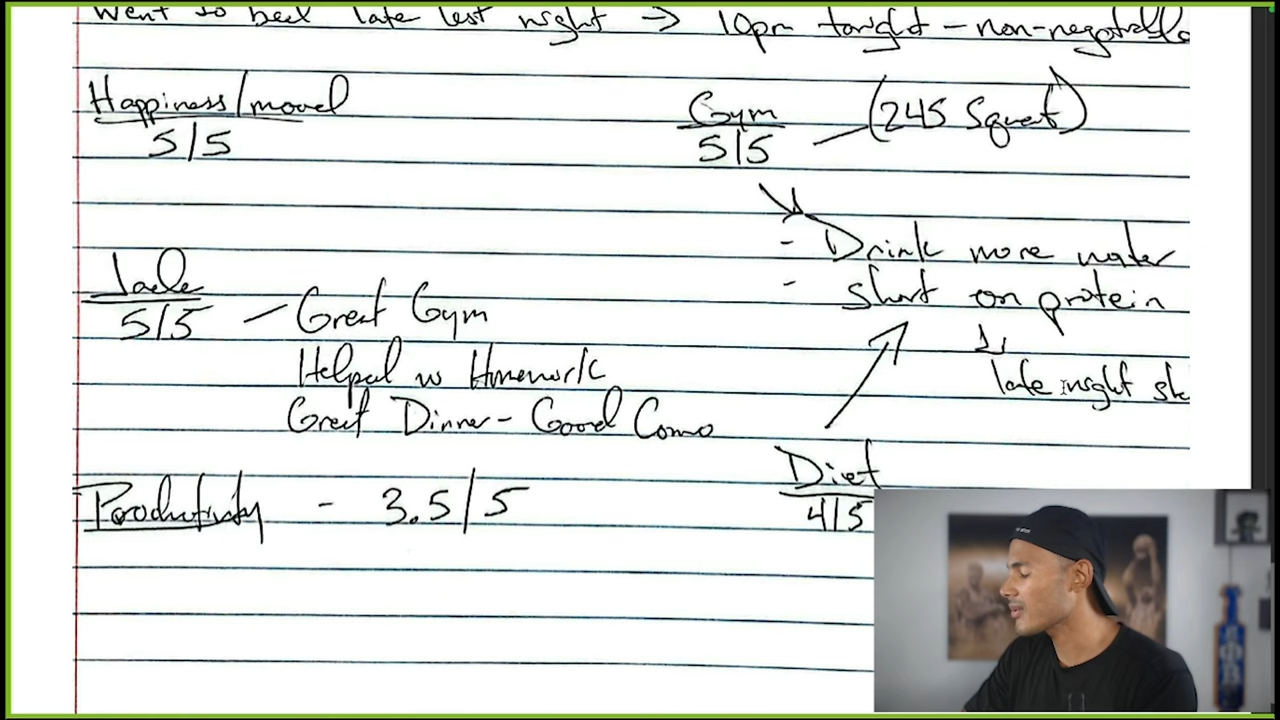 Went to bed late last night → 10pm tonight - non-negotiable
Happiness/mood
5/5
Gym
5/5 - (245 Squat)
- Drink more water
- Short on protein
late night
Jade
5/5 - Great Gym
Helped w Homework
Great Dinner - Good Convo
Productivity - 3.5/5
Diet
4/5